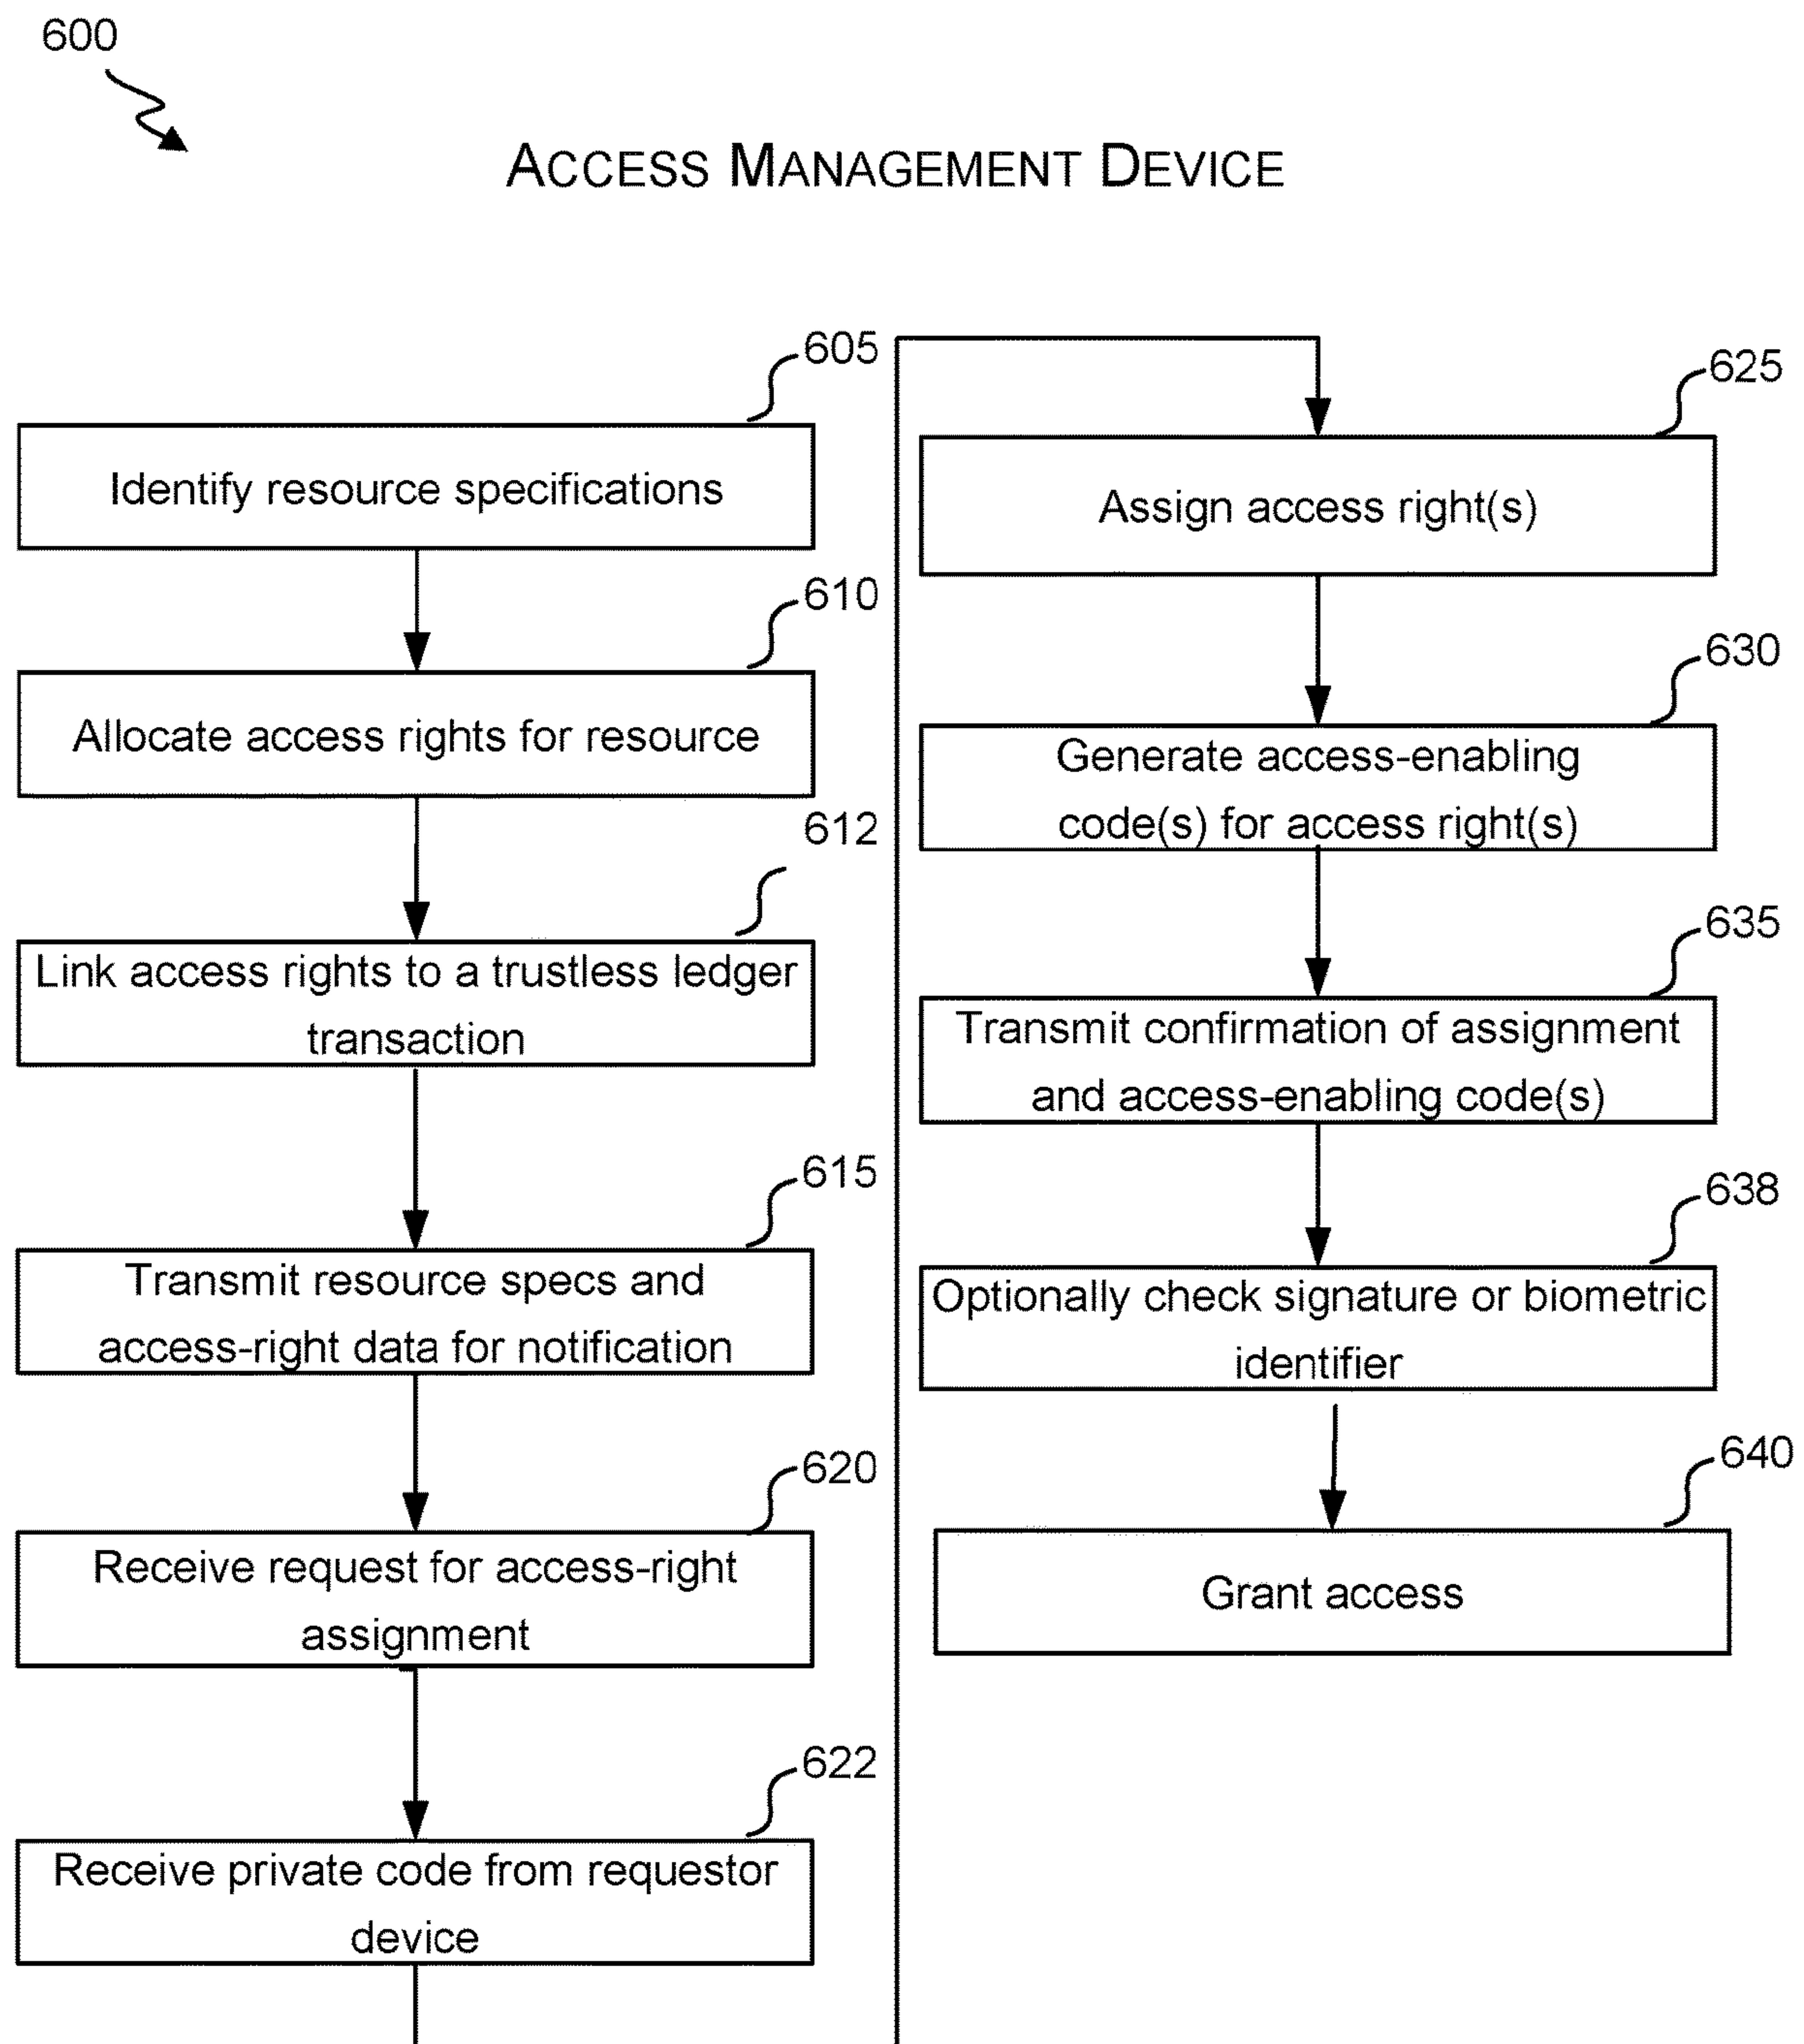 600
ACCESS MANAGEMENT DEVICE
605
Identify resource specifications
610
Allocate access rights for resource
612
Link access rights to a trustless ledger
transaction
615
Transmit resource specs and
access-right data for notification
620
Receive request for access-right
assignment
622
Receive private code from requestor
device
625
Assign access right(s)
630
Generate access-enabling
code(s) for access right(s)
635
Transmit confirmation of assignment
and access-enabling code(s)
638
Optionally check signature or biometric
identifier
640
Grant access